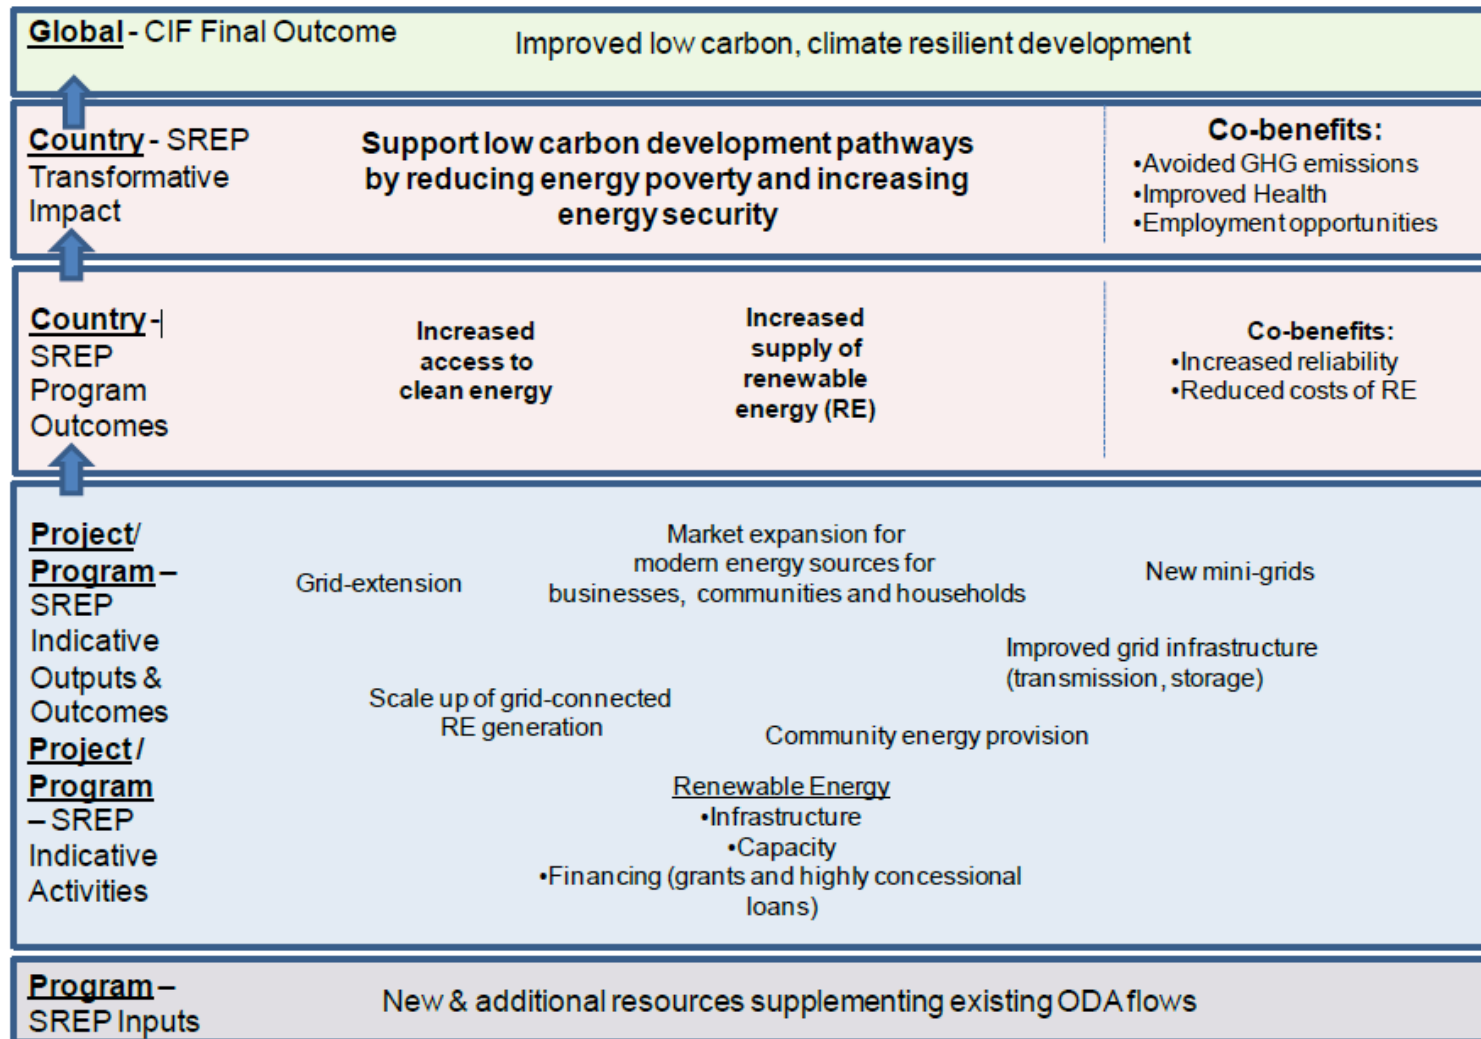 Global - CIF Final Outcome
Improved low carbon, climate resilient development
Country - SREP
Transformative
Impact
Support low carbon development pathways
by reducing energy poverty and increasing
energy security
Co-benefits:
•Avoided GHG emissions
•Improved Health
•Employment opportunities
Country -
SREP
Program
Outcomes
Increased
access to
clean energy
Increased
supply of
renewable
energy (RE)
Co-benefits:
•Increased reliability
•Reduced costs of RE
Project/
Program –
SREP
Indicative
Outputs &
Outcomes
Grid-extension
Market expansion for
modern energy sources for
businesses, communities and households
New mini-grids
Improved grid infrastructure
(transmission, storage)
Scale up of grid-connected
RE generation
Community energy provision
Project /
Program
– SREP
Indicative
Activities
Renewable Energy
•Infrastructure
•Capacity
•Financing (grants and highly concessional
loans)
Program –
SREP Inputs
New & additional resources supplementing existing ODA flows